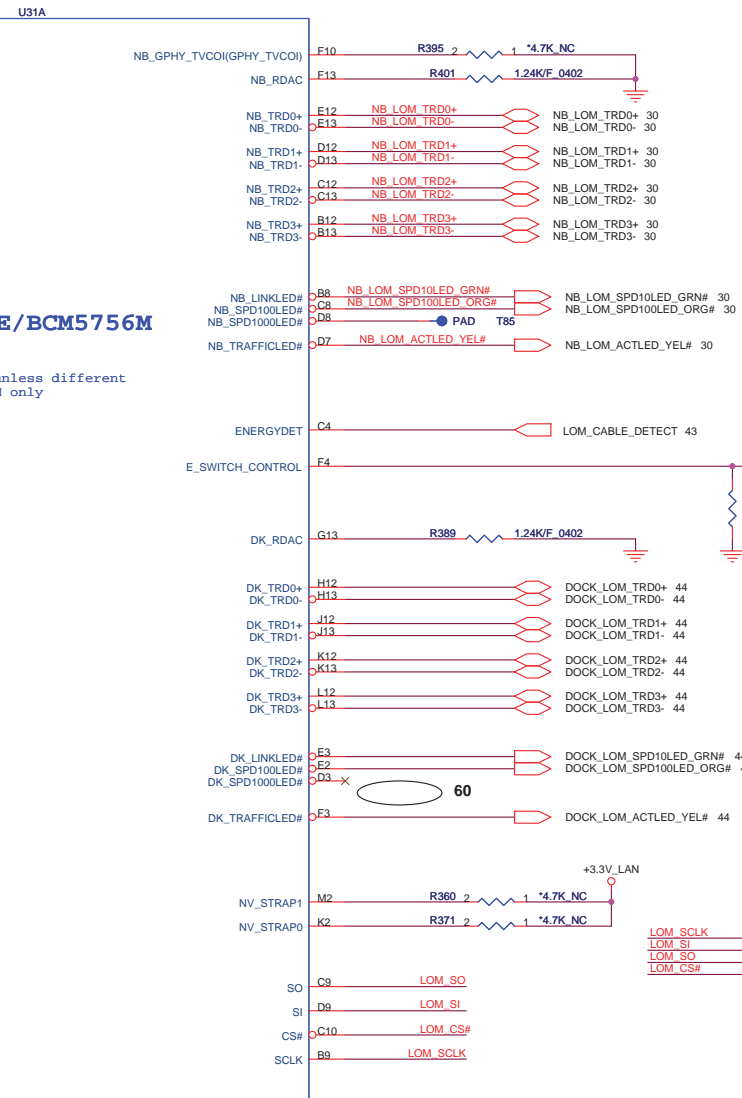 U31A
NB_GPHY_TVCOI(GPHY_TVCOI) F10 R395 2 1 *4.7K_NC
NB_RDAC F13 R401 1.24K/F_0402
NB_TRD0+ E12 NB_LOM_TRD0+ NB_LOM_TRD0+ 30
NB_TRD0- E13 NB_LOM_TRD0- NB_LOM_TRD0- 30
NB_TRD1+ D12 NB_LOM_TRD1+ NB_LOM_TRD1+ 30
NB_TRD1- D13 NB_LOM_TRD1- NB_LOM_TRD1- 30
NB_TRD2+ C12 NB_LOM_TRD2+ NB_LOM_TRD2+ 30
NB_TRD2- C13 NB_LOM_TRD2- NB_LOM_TRD2- 30
NB_TRD3+ B12 NB_LOM_TRD3+ NB_LOM_TRD3+ 30
NB_TRD3- B13 NB_LOM_TRD3- NB_LOM_TRD3- 30
NB_LINKLED# B8 NB_LOM_SPD10LED_GRN# NB_LOM_SPD10LED_GRN# 30
NB_SPD100LED# C8 NB_LOM_SPD100LED_ORG# NB_LOM_SPD100LED_ORG# 30
E/BCM5756M
NB_SPD1000LED# D8 PAD T85
NB_TRAFFICLED# D7 NB_LOM_ACTLED_YEL# NB_LOM_ACTLED_YEL# 30
unless different
M only
ENERGYDET C4 LOM_CABLE_DETECT 43
E_SWITCH_CONTROL F4
DK_RDAC G13 R389 1.24K/F_0402
DK_TRD0+ H12 DOCK_LOM_TRD0+ 44
DK_TRD0- H13 DOCK_LOM_TRD0- 44
DK_TRD1+ J12 DOCK_LOM_TRD1+ 44
DK_TRD1- J13 DOCK_LOM_TRD1- 44
DK_TRD2+ K12 DOCK_LOM_TRD2+ 44
DK_TRD2- K13 DOCK_LOM_TRD2- 44
DK_TRD3+ L12 DOCK_LOM_TRD3+ 44
DK_TRD3- L13 DOCK_LOM_TRD3- 44
DK_LINKLED# E3 DOCK_LOM_SPD10LED_GRN# 44
DK_SPD100LED# E2 DOCK_LOM_SPD100LED_ORG#
DK_SPD1000LED# D3
60
DK_TRAFFICLED# F3 DOCK_LOM_ACTLED_YEL# 44
+3.3V_LAN
NV_STRAP1 M2 R360 2 1 *4.7K_NC
NV_STRAP0 K2 R371 2 1 *4.7K_NC
LOM_SCLK
LOM_SI
LOM_SO
LOM_CS#
SO C9 LOM_SO
SI D9 LOM_SI
CS# C10 LOM_CS#
SCLK B9 LOM_SCLK